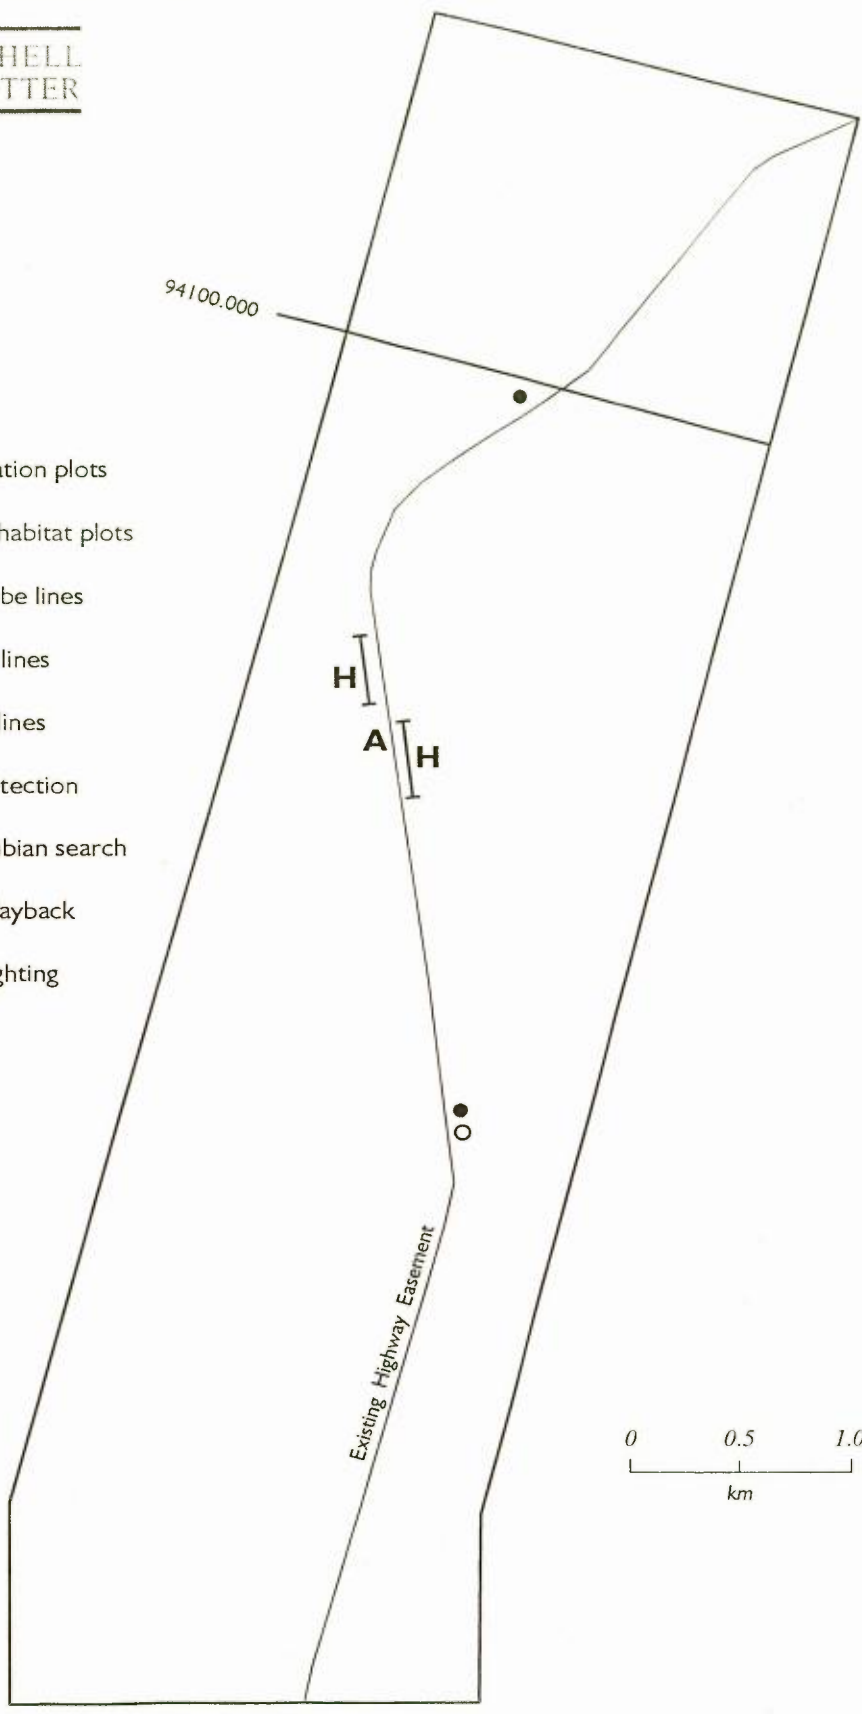 HELL
TTER
94100.000
ation plots
habitat plots
be lines
lines
lines
tection
bian search
ayback
ghting
H
A
H
O
Existing Highway Easement
0 0.5 1.0
km